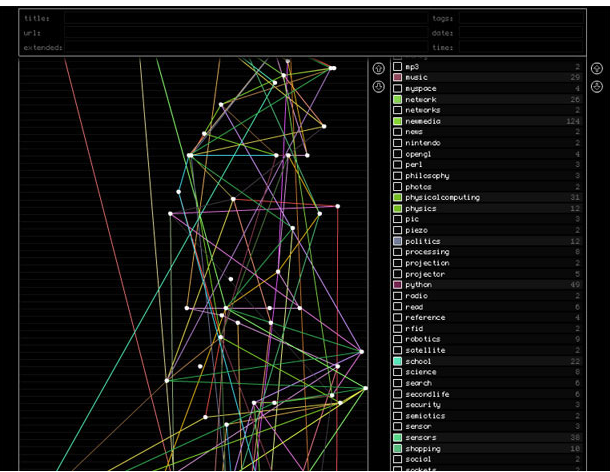 title:
tags:
url:
date:
extended:
time:
mp3 2
music 29
myspace 4
network 26
networks 2
newmedia 124
news 2
nintendo 2
opengl 4
perl 3
philosophy 3
photos 2
physicalcomputing 31
physics 12
pic 3
piezo 2
politics 12
processing 8
projection 2
projector 5
python 49
radio 2
read 6
reference 4
rfid 2
robotics 9
satellite 2
school 22
science 8
search 6
secondlife 6
security 3
semiotics 2
sensor 3
sensors 38
shopping 18
social 2
sockets